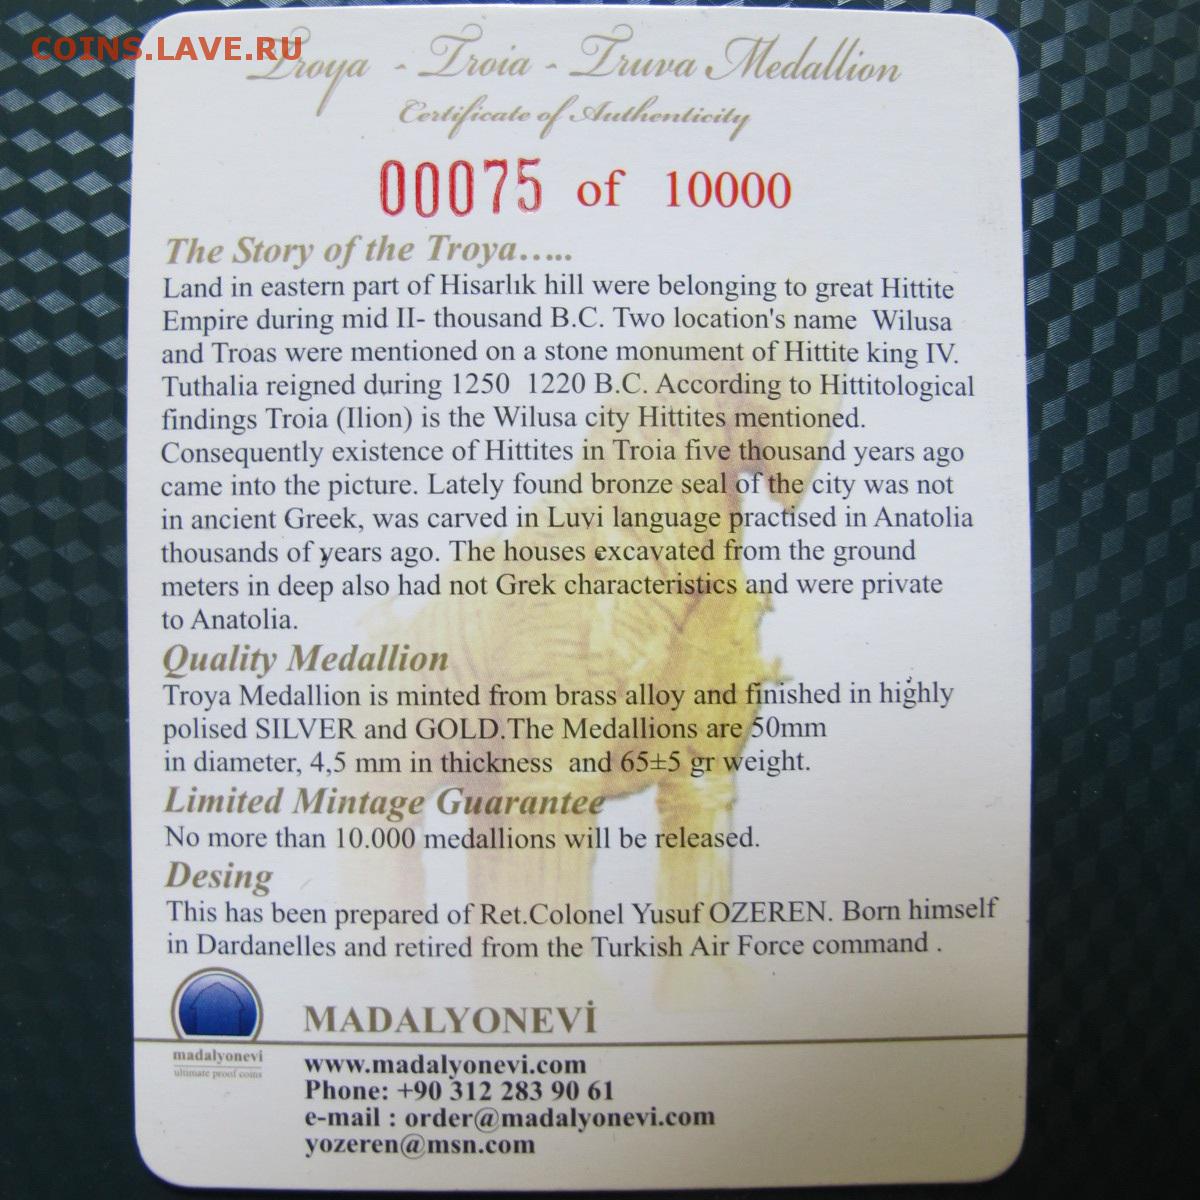 COINS.LAVE.RU
Troya - Troia - Truva Medallion
Certificate of Authenticity
00075 of 10000
The Story of the Troya.....
Land in eastern part of Hisarlık hill were belonging to great Hittite
Empire during mid II- thousand B.C. Two location's name Wilusa
and Troas were mentioned on a stone monument of Hittite king IV.
Tuthalia reigned during 1250 1220 B.C. According to Hittitological
findings Troia (Ilion) is the Wilusa city Hittites mentioned.
Consequently existence of Hittites in Troia five thousand years ago
came into the picture. Lately found bronze seal of the city was not
in ancient Greek, was carved in Luvi language practised in Anatolia
thousands of years ago. The houses excavated from the ground
meters in deep also had not Grek characteristics and were private
to Anatolia.
Quality Medallion
Troya Medallion is minted from brass alloy and finished in highly
polised SILVER and GOLD.The Medallions are 50mm
in diameter, 4,5 mm in thickness and 65±5 gr weight.
Limited Mintage Guarantee
No more than 10.000 medallions will be released.
Desing
This has been prepared of Ret.Colonel Yusuf OZEREN. Born himself
in Dardanelles and retired from the Turkish Air Force command .
MADALYONEVİ
madalyonevi
ultimate proof coins
www.madalyonevi.com
Phone: +90 312 283 90 61
e-mail : order@madalyonevi.com
yozeren@msn.com